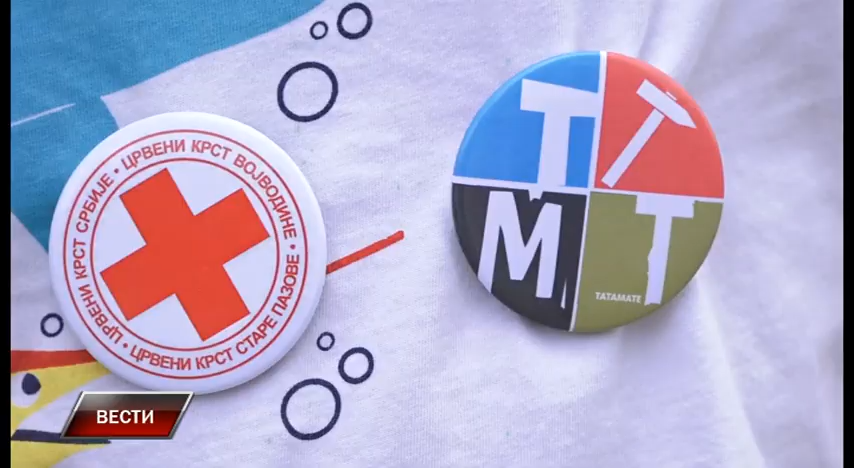 ЦРВЕНИ КРСТ СРБИЈЕ • ЦРВЕНИ КРСТ ВОЈВОДИНЕ • ЦРВЕНИ КРСТ СТАРЕ ПАЗОВЕ •
Т Т
М Т
TATAMATE
ВЕСТИ